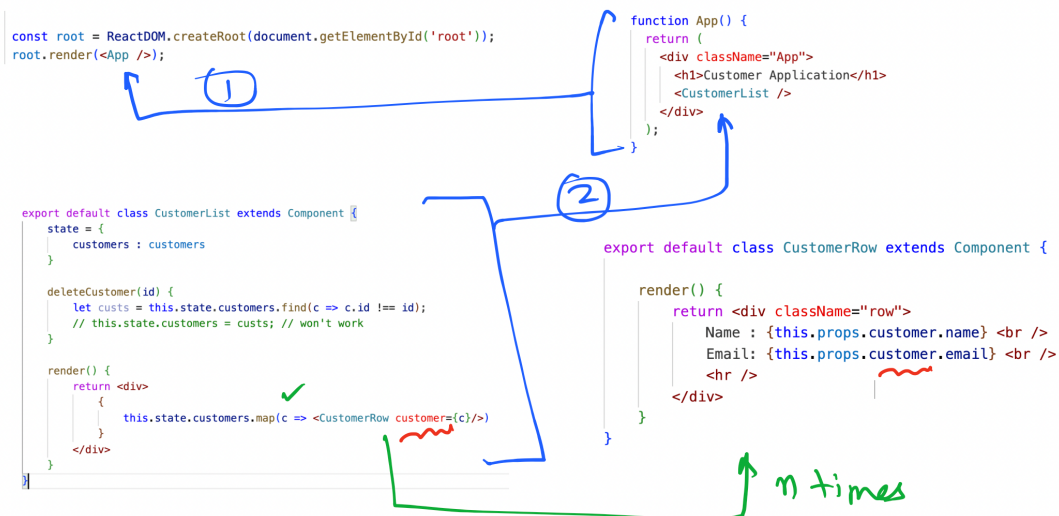 const root = ReactDOM.createRoot(document.getElementById('root'));
root.render(<App />);
1
function App() {
return (
<div className="App">
<h1>Customer Application</h1>
<CustomerList />
</div>
);
}
2
export default class CustomerList extends Component {
state = {
customers : customers
}
deleteCustomer(id) {
let custs = this.state.customers.find(c => c.id !== id);
// this.state.customers = custs; // won't work
}
render() {
return <div>
{
this.state.customers.map(c => <CustomerRow customer={c}/>)
}
</div>
}
}
export default class CustomerRow extends Component {
render() {
return <div className="row">
Name : {this.props.customer.name} <br />
Email: {this.props.customer.email} <br />
<hr />
</div>
}
}
n times